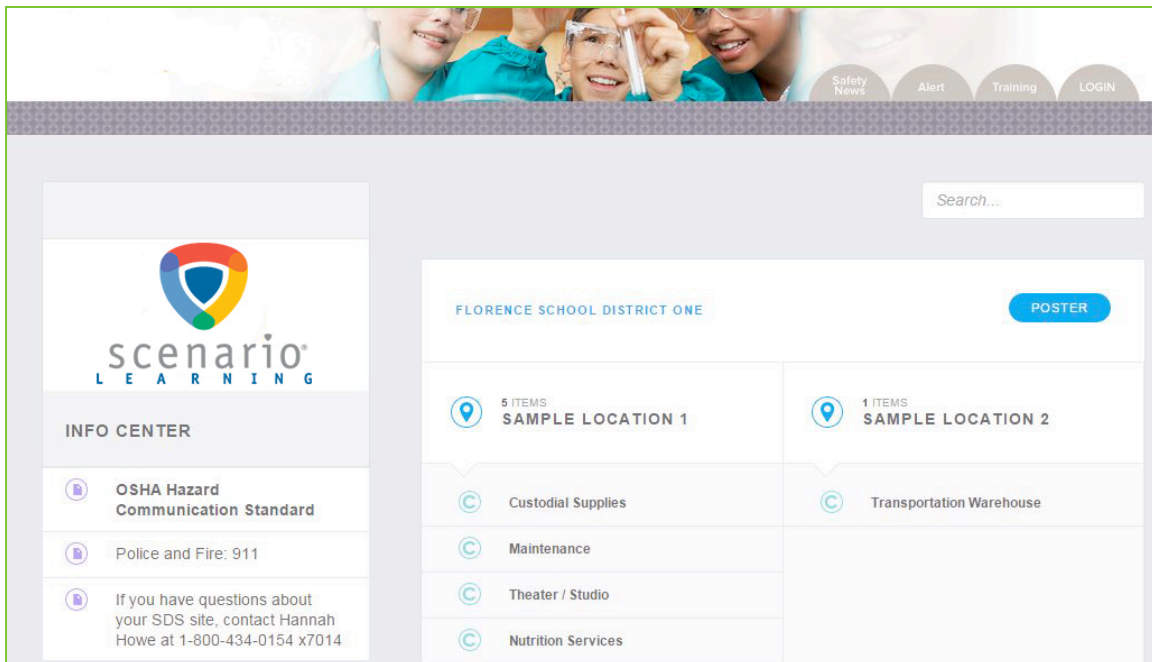 Safety
News
Alert
Training
LOGIN
Search...
scenario®
LEARNING
INFO CENTER
OSHA Hazard
Communication Standard
Police and Fire: 911
If you have questions about
your SDS site, contact Hannah
Howe at 1-800-434-0154 x7014
FLORENCE SCHOOL DISTRICT ONE
POSTER
5 ITEMS
SAMPLE LOCATION 1
C Custodial Supplies
C Maintenance
C Theater / Studio
C Nutrition Services
1 ITEMS
SAMPLE LOCATION 2
C Transportation Warehouse